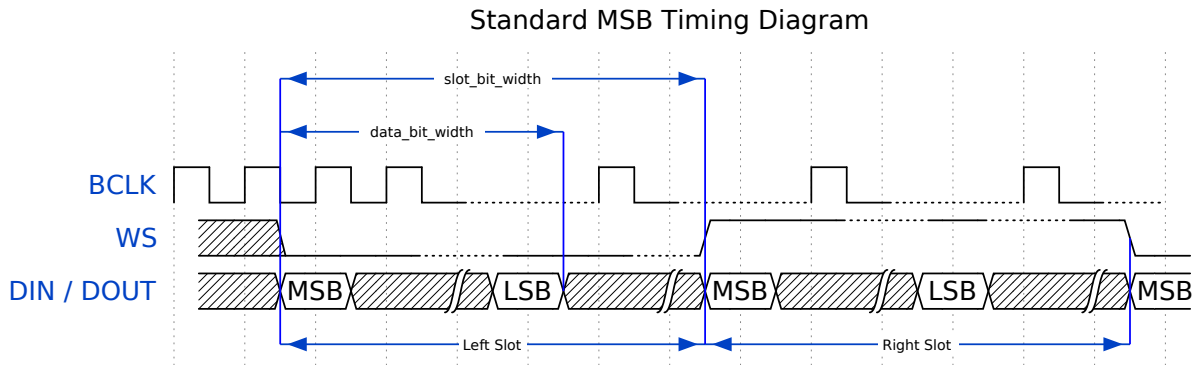 Standard MSB Timing Diagram
slot_bit_width
data_bit_width
BCLK
WS
DIN / DOUT
MSB
LSB
MSB
LSB
MSB
Left Slot
Right Slot